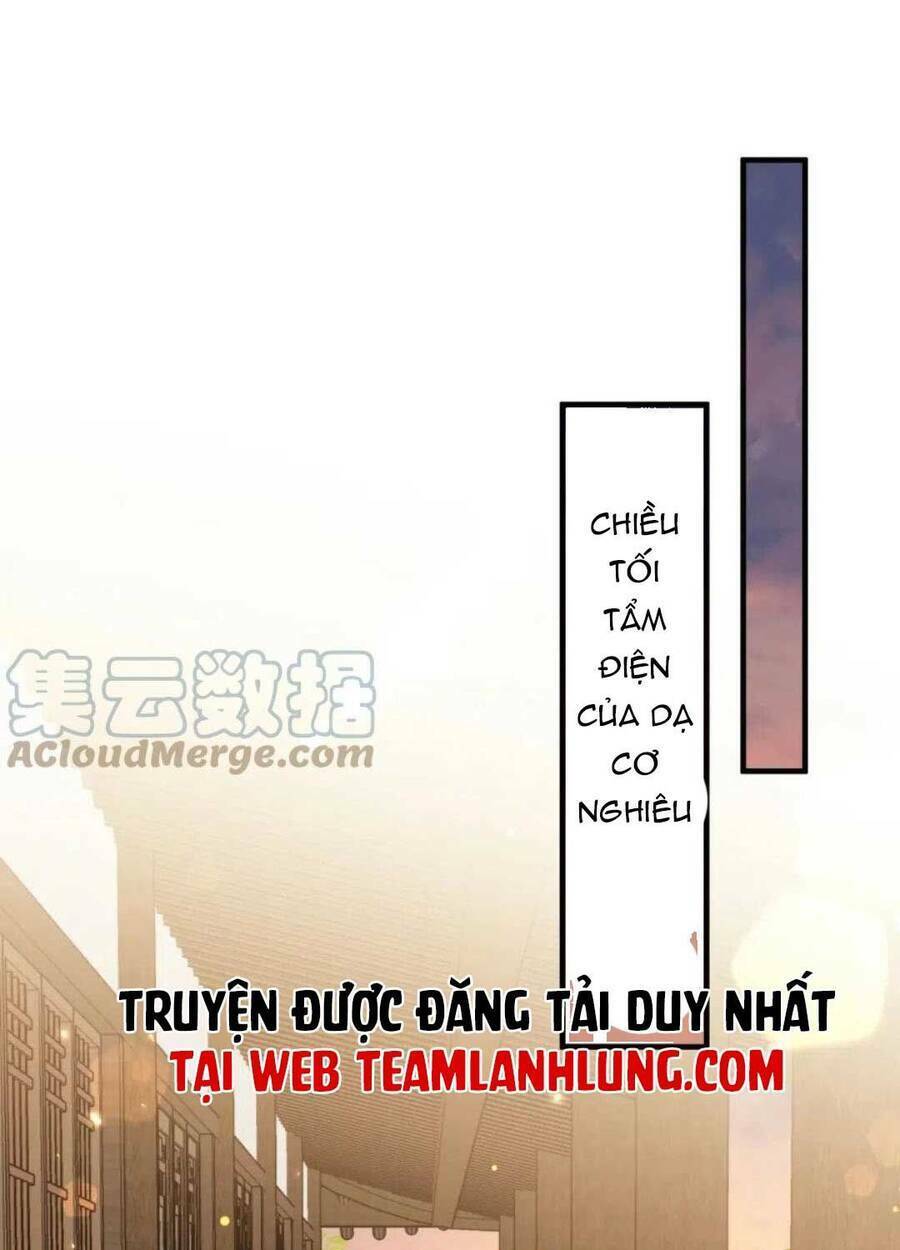 CHIỀU
TỐI
TẨM
ĐIỆN
CỦA DẠ
CƠ
NGHIÊU
集云数据
ACloudMerge.com
TRUYỆN ĐƯỢC ĐĂNG TẢI DUY NHẤT
TẠI WEB TEAMLANHLUNG.COM